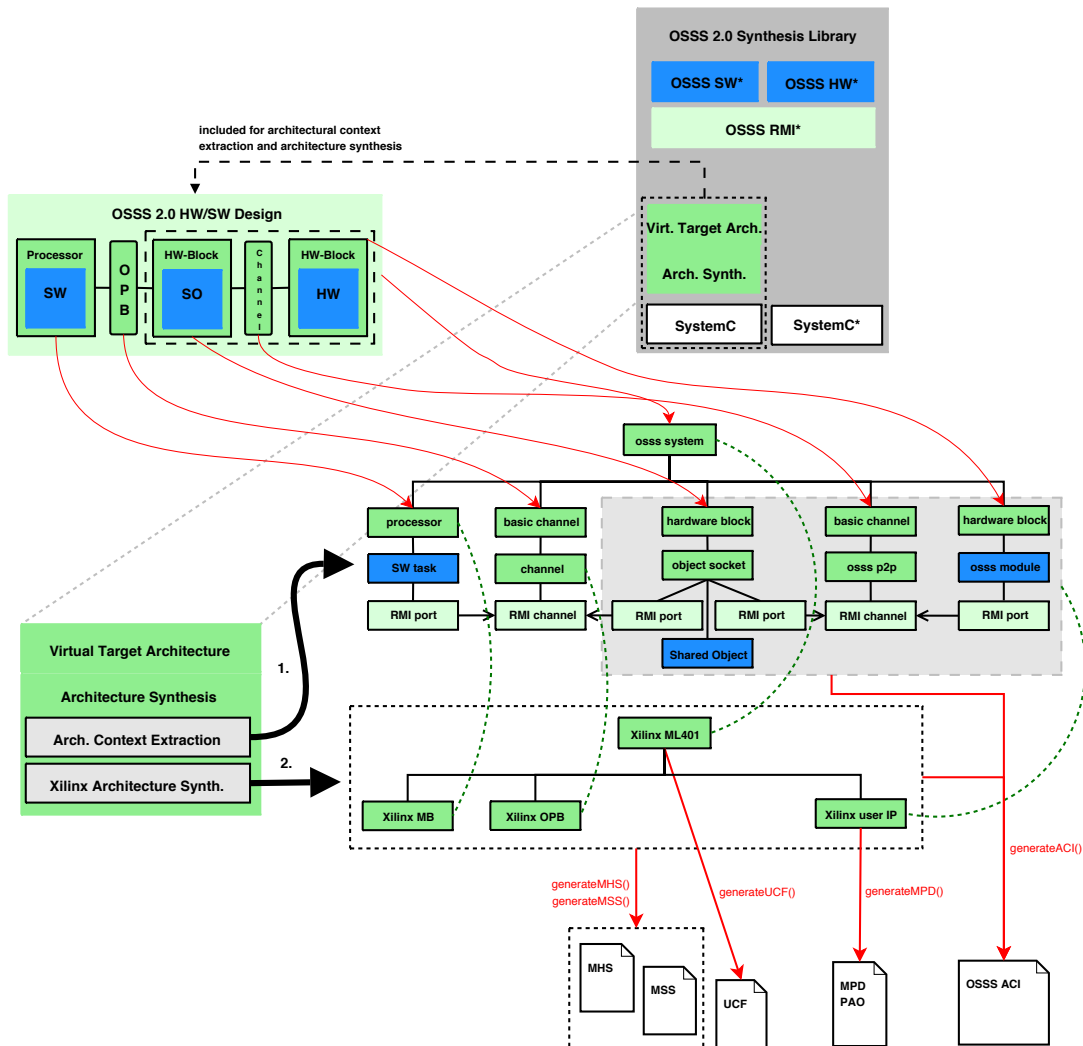 OSSS 2.0 Synthesis Library
OSSS SW*
OSSS HW*
OSSS RMI*
included for architectural context
extraction and architecture synthesis
Virt. Target Arch.
Arch. Synth.
SystemC
SystemC*
OSSS 2.0 HW/SW Design
Processor
SW
OPB
HW-Block
SO
Channel
HW-Block
HW
osss system
processor
basic channel
hardware block
basic channel
hardware block
SW task
channel
object socket
osss p2p
osss module
RMI port
RMI channel
RMI port
RMI port
RMI channel
RMI port
Shared Object
Virtual Target Architecture
Architecture Synthesis
Arch. Context Extraction
Xilinx Architecture Synth.
1.
2.
Xilinx ML401
Xilinx MB
Xilinx OPB
Xilinx user IP
generateMHS()
generateMSS()
generateUCF()
generateMPD()
generateACI()
MHS
MSS
UCF
MPD
PAO
OSSS ACI